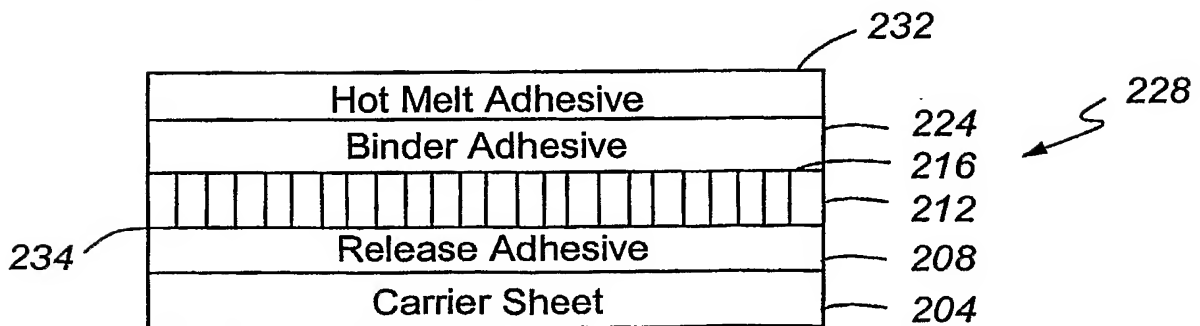 232
Hot Melt Adhesive
228
224
Binder Adhesive
216
212
234
Release Adhesive
208
Carrier Sheet
204